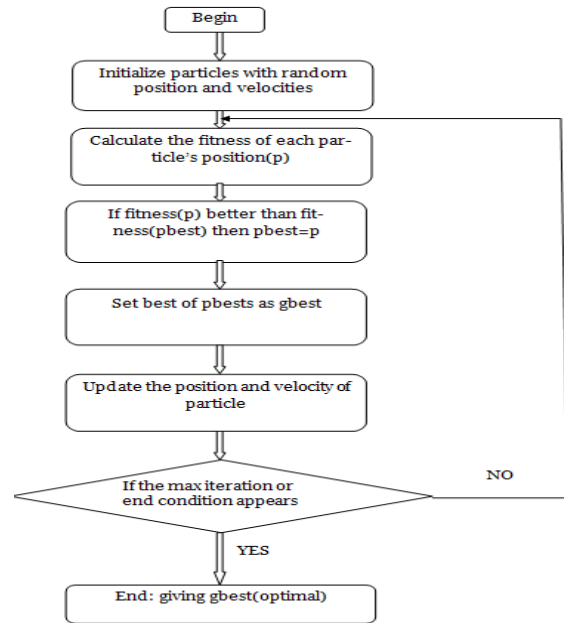 Begin
Initialize particles with random
position and velocities
Calculate the fitness of each par-
ticle's position(p)
If fitness(p) better than fit-
ness(pbest) then pbest=p
Set best of pbests as gbest
Update the position and velocity of
particle
If the max iteration or
end condition appears
NO
YES
End: giving gbest(optimal)